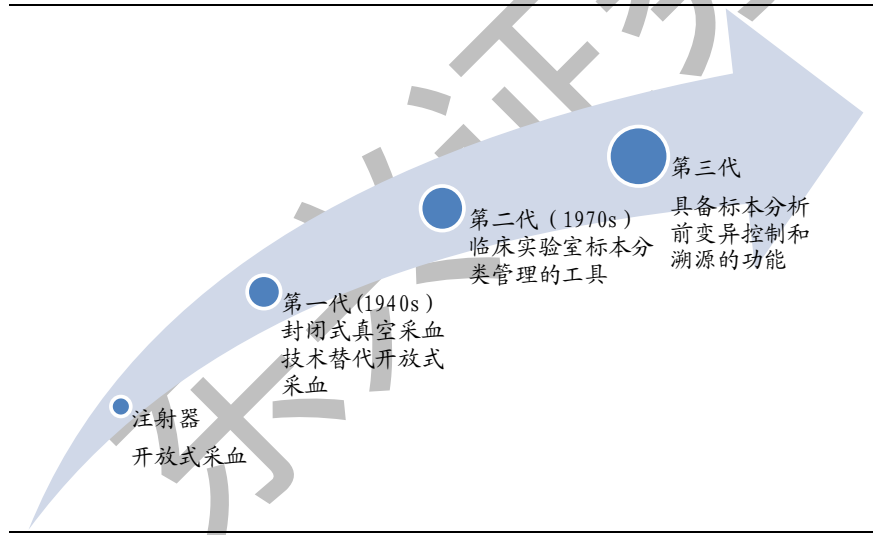 注射器
开放式采血
第一代(1940s)
封闭式真空采血
技术替代开放式
采血
第二代（1970s）
临床实验室标本分
类管理的工具
第三代
具备标本分析
前变异控制和
溯源的功能